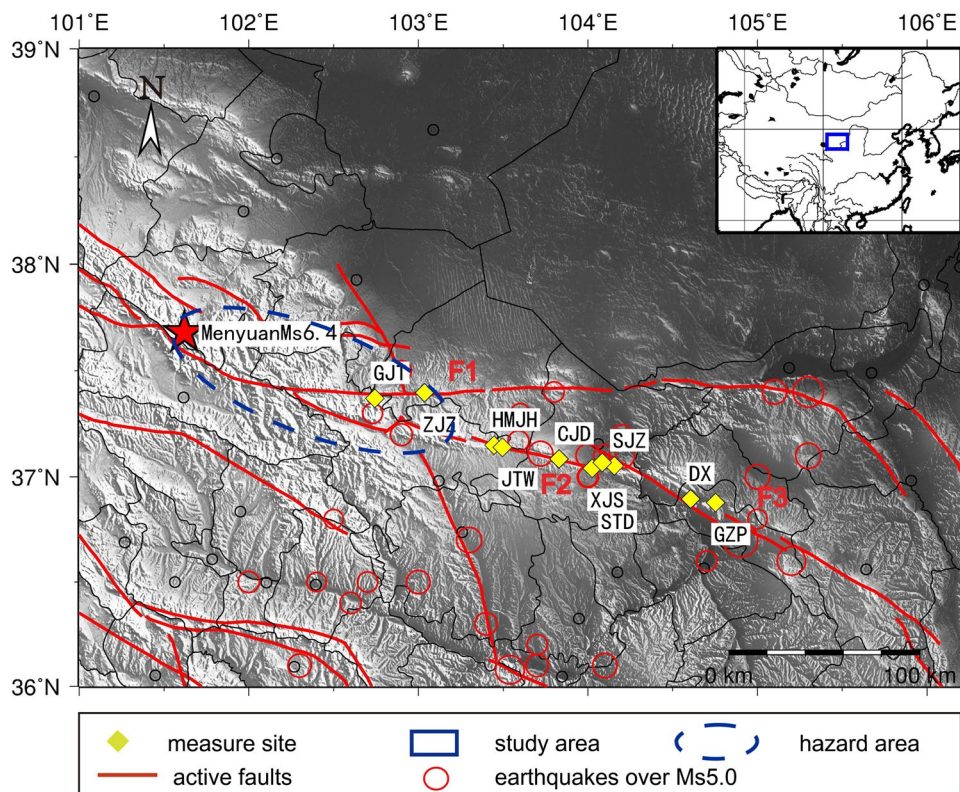 101°E 102°E 103°E 104°E 105°E 106°E
39°N
N
38°N
MenyuanMs6.4
GJT F1
ZJZ HMJH CJD SJZ
JTW F2 XJS DX F3
37°N
STD GZP
0 km 100 km
36°N
measure site study area hazard area
active faults earthquakes over Ms5.0